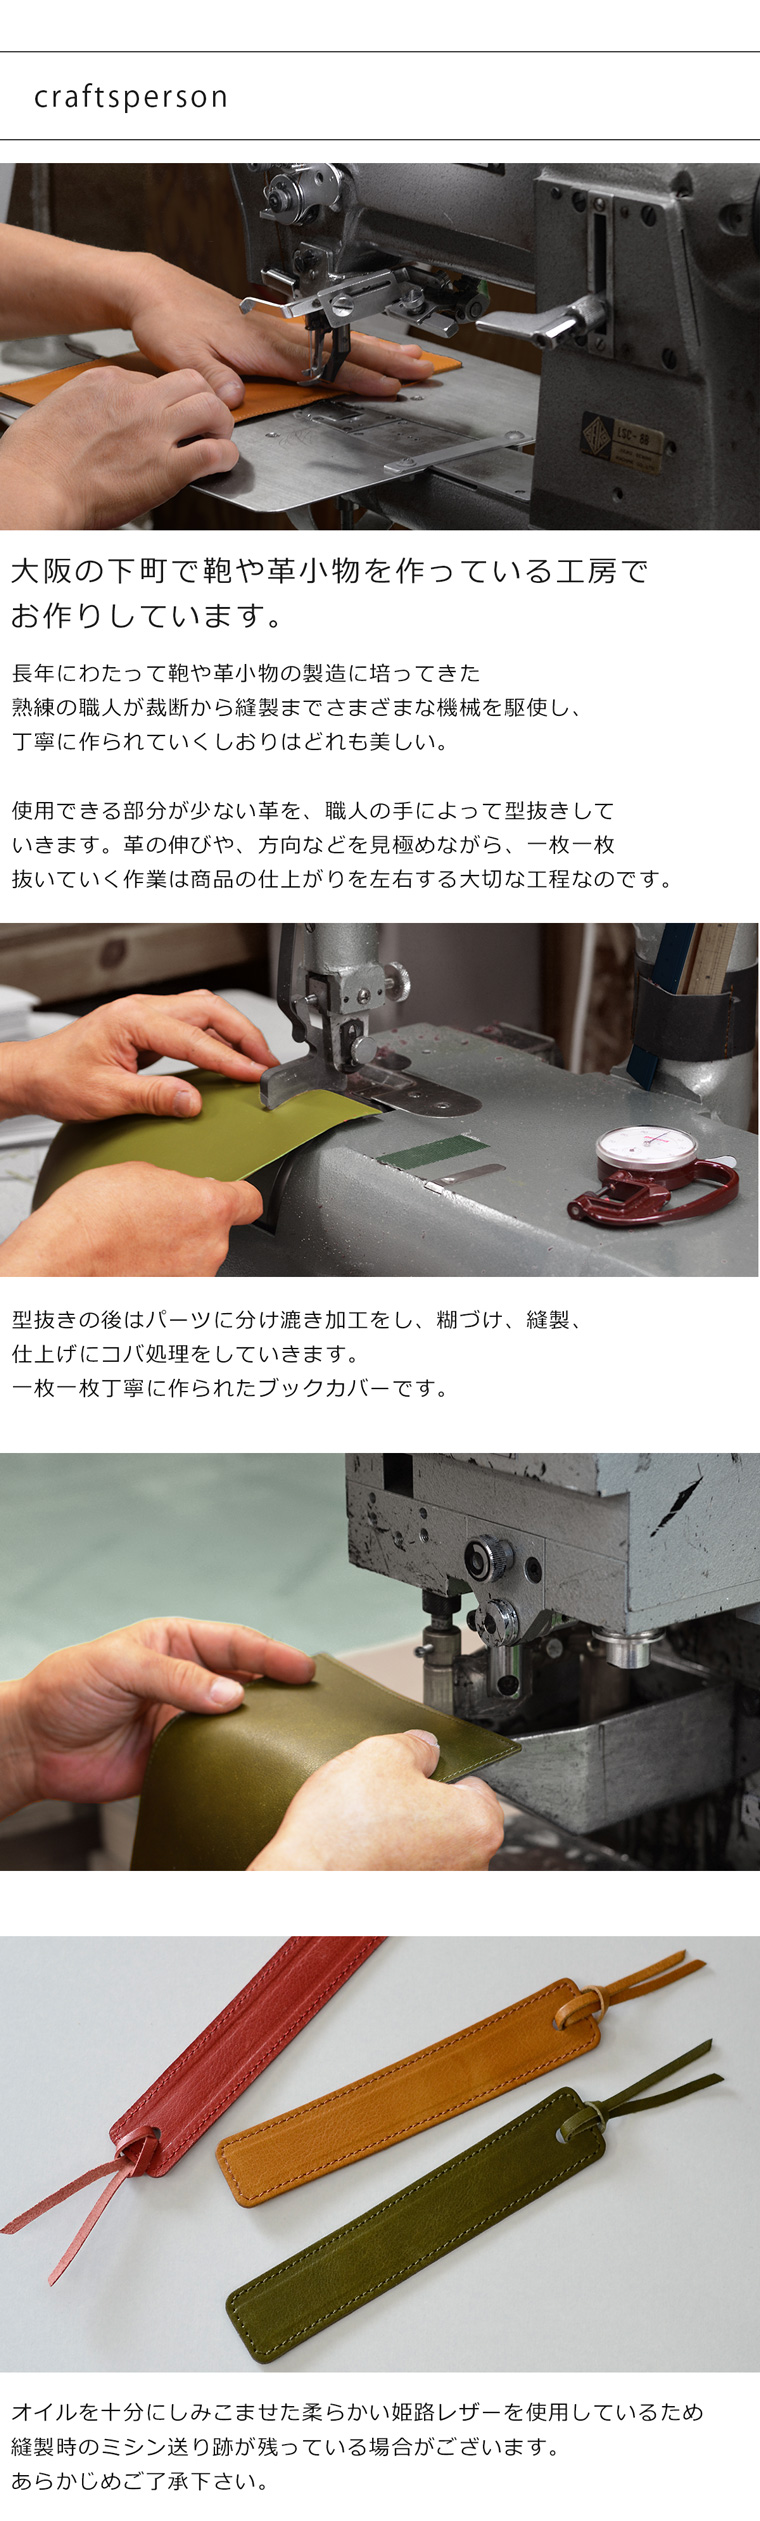 craftsperson
LSC-88
大阪の下町で鞄や革小物を作っている工房で
お作りしています。
長年にわたって鞄や革小物の製造に培ってきた
熟練の職人が裁断から縫製までさまざまな機械を駆使し、
丁寧に作られていくしおりはどれも美しい。
使用できる部分が少ない革を、職人の手によって型抜きして
いきます。革の伸びや、方向などを見極めながら、一枚一枚
抜いていく作業は商品の仕上がりを左右する大切な工程なのです。
型抜きの後はパーツに分け漉き加工をし、糊づけ、縫製、
仕上げにコバ処理をしていきます。
一枚一枚丁寧に作られたブックカバーです。
オイルを十分にしみこませた柔らかい姫路レザーを使用しているため
縫製時のミシン送り跡が残っている場合がございます。
あらかじめご了承下さい。